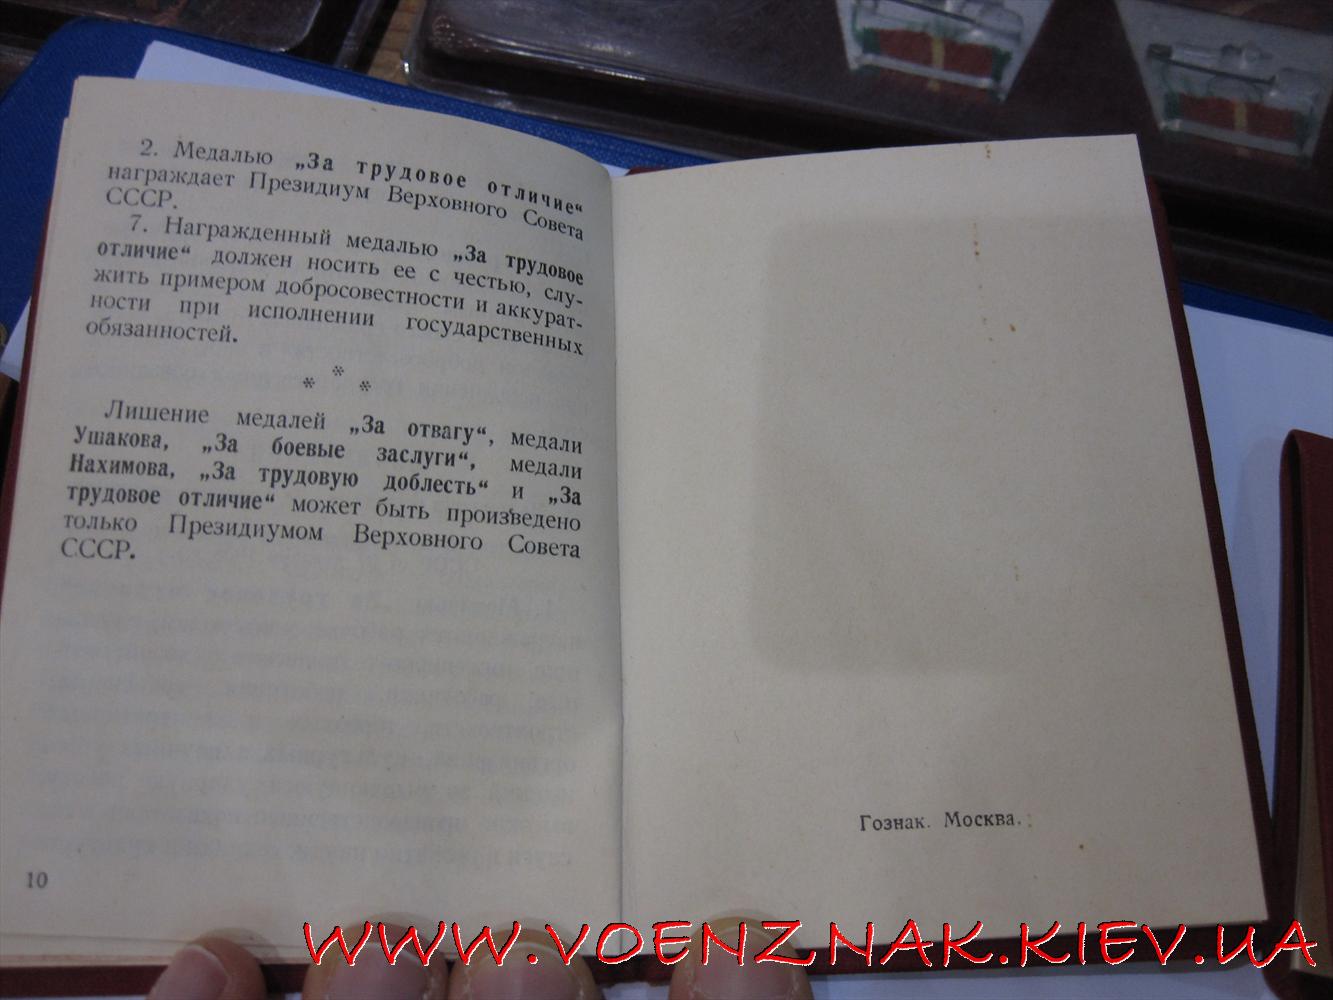 2. Медалью „За трудовое отличие“
награждает Президиум Верховного Совета
СССР.
7. Награжденный медалью „За трудовое
отличие“ должен носить ее с честью, слу-
жить примером добросовестности и аккурат-
ности при исполнении государственных
обязанностей.
* * *
Лишение медалей „За отвагу“, медали
Ушакова, „За боевые заслуги“, медали
Нахимова, „За трудовую доблесть“ и „За
трудовое отличие“ может быть произведено
только Президиумом Верховного Совета
СССР.
10
Гознак. Москва.
WWW.VOENZNAK.KIEV.UA